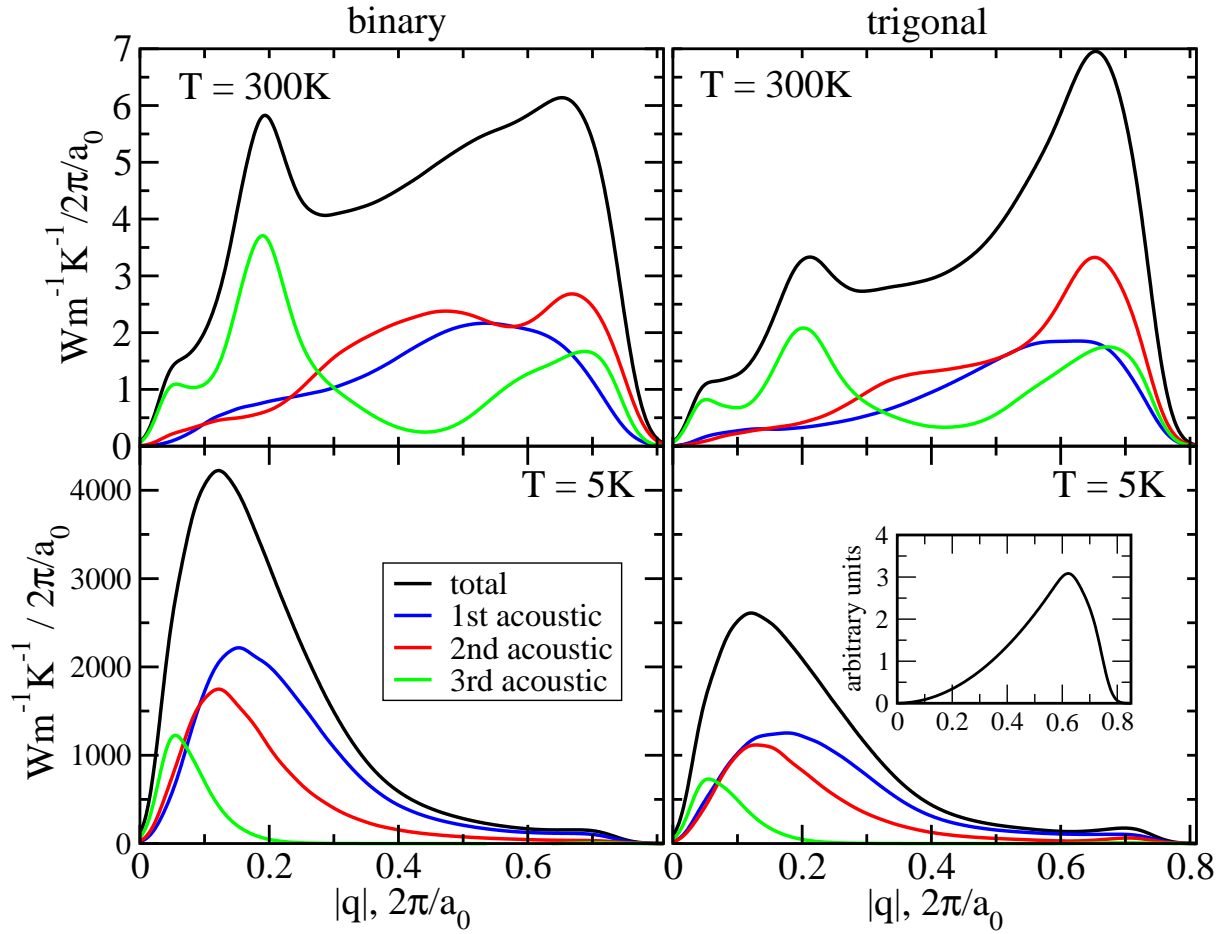 binary
trigonal
T = 300K
T = 300K
Wm⁻¹K⁻¹/2π/a₀
7
6
5
4
3
2
1
0
T = 5K
T = 5K
Wm⁻¹K⁻¹ / 2π/a₀
4000
3000
2000
1000
0
total
1st acoustic
2nd acoustic
3rd acoustic
arbitrary units
4
3
2
1
0
0 0.2 0.4 0.6 0.8
0 0.2 0.4 0.6
0 0.2 0.4 0.6 0.8
|q|, 2π/a₀
|q|, 2π/a₀